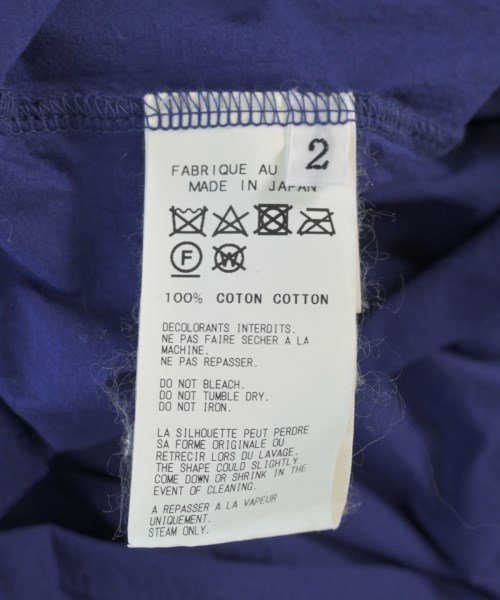 2
FABRIQUE AU
MADE IN JAPAN
F
W
100% COTON COTTON
DECOLORANTS INTERDITS.
NE PAS FAIRE SECHER A LA
MACHINE.
NE PAS REPASSER.
DO NOT BLEACH.
DO NOT TUMBLE DRY.
DO NOT IRON.
LA SILHOUETTE PEUT PERDRE
SA FORME ORIGINALE OU
RETRECIR LORS DU LAVAGE.
THE SHAPE COULD SLIGHTLY
COME DOWN OR SHRINK IN THE
EVENT OF CLEANING.
A REPASSER A LA VAPEUR
UNIQUEMENT.
STEAM ONLY.